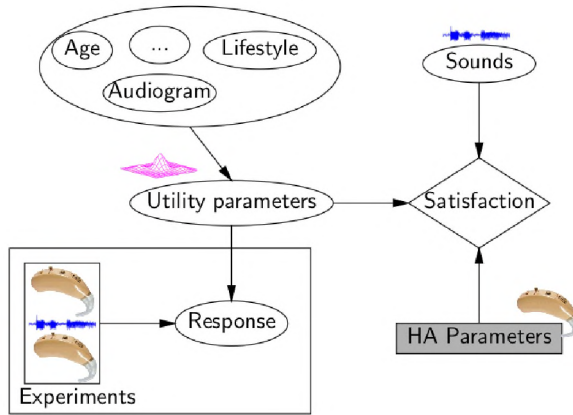 Age
...
Lifestyle
Audiogram
Sounds
Utility parameters
Satisfaction
Response
HA Parameters
Experiments